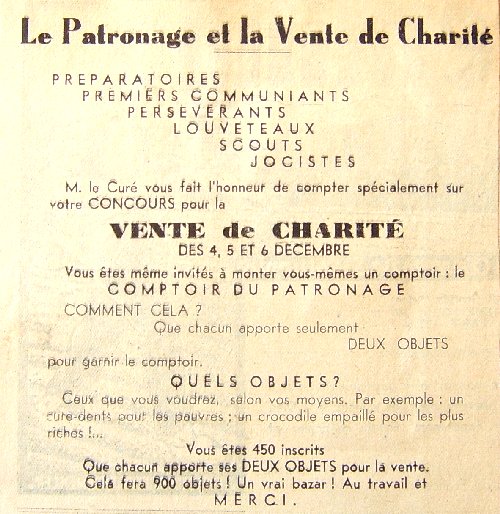 Le Patronage et la Vente de Charité
PREPARATOIRES
PREMIERS COMMUNIANTS
PERSEVERANTS
LOUVETEAUX
SCOUTS
JOCISTES
M. le Curé vous fait l'honneur de compter spécialement sur
votre CONCOURS pour la
VENTE de CHARITÉ
DES 4, 5 ET 6 DECEMBRE
Vous êtes même invités à monter vous-mêmes un comptoir : le
COMPTOIR DU PATRONAGE
COMMENT CELA ?
Que chacun apporte seulement
DEUX OBJETS
pour garnir le comptoir.
QUELS OBJETS ?
Ceux que vous voudrez, selon vos moyens. Par exemple : un
cure-dents pour les pauvres ; un crocodile empaillé pour les plus
riches !...
Vous êtes 450 inscrits
Que chacun apporte ses DEUX OBJETS pour la vente.
Cela fera 900 objets ! Un vrai bazar ! Au travail et
MERCI.